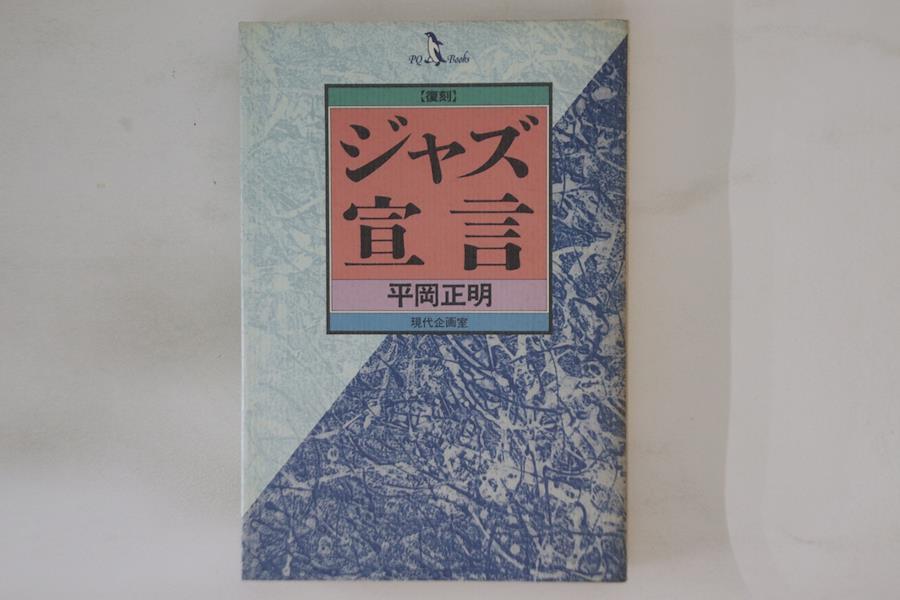 PQ Books
【復刻】
ジャズ
宣言
平岡正明
現代企画室